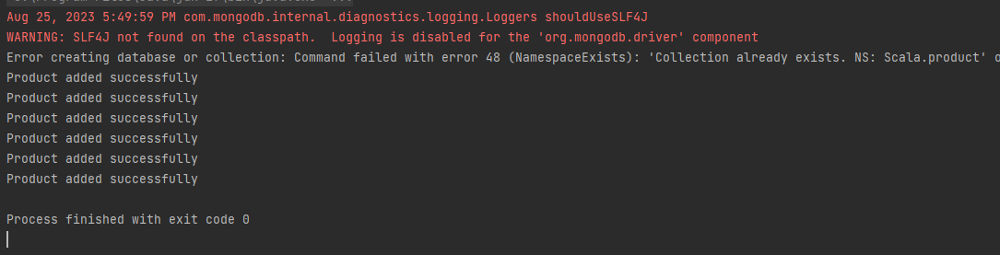 Aug 25, 2023 5:49:59 PM com.mongodb.internal.diagnostics.logging.Loggers shouldUseSLF4J
WARNING: SLF4J not found on the classpath.  Logging is disabled for the 'org.mongodb.driver' component
Error creating database or collection: Command failed with error 48 (NamespaceExists): 'Collection already exists. NS: Scala.product' o
Product added successfully
Product added successfully
Product added successfully
Product added successfully
Product added successfully
Product added successfully
Process finished with exit code 0